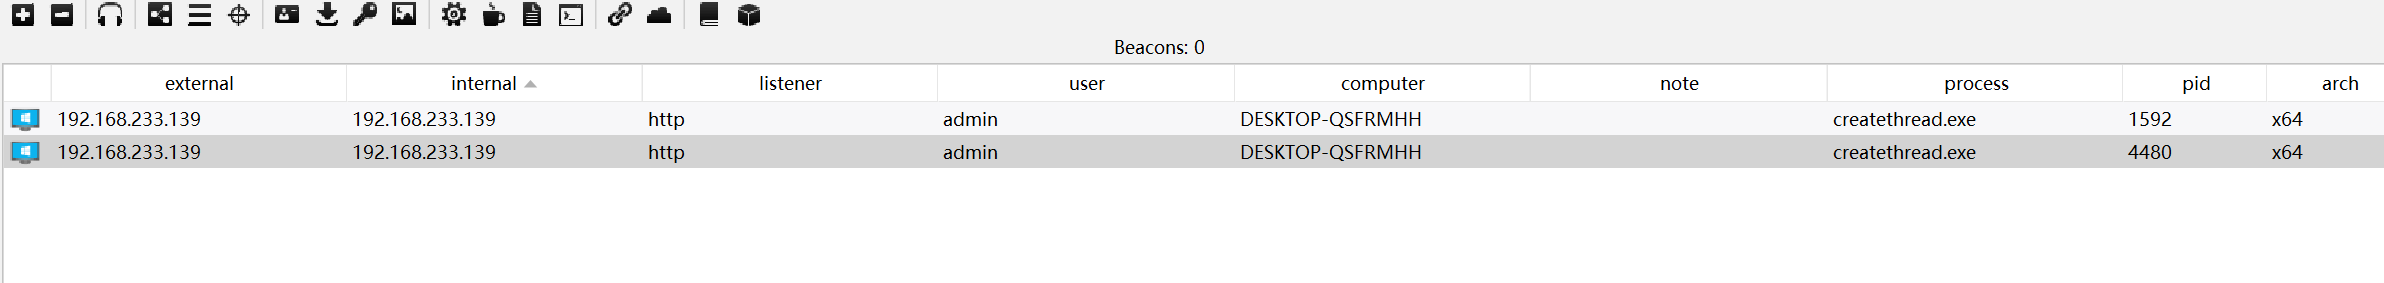 Beacons: 0
external internal listener user computer note process pid arch
192.168.233.139 192.168.233.139 http admin DESKTOP-QSFRMHH createthread.exe 1592 x64
192.168.233.139 192.168.233.139 http admin DESKTOP-QSFRMHH createthread.exe 4480 x64